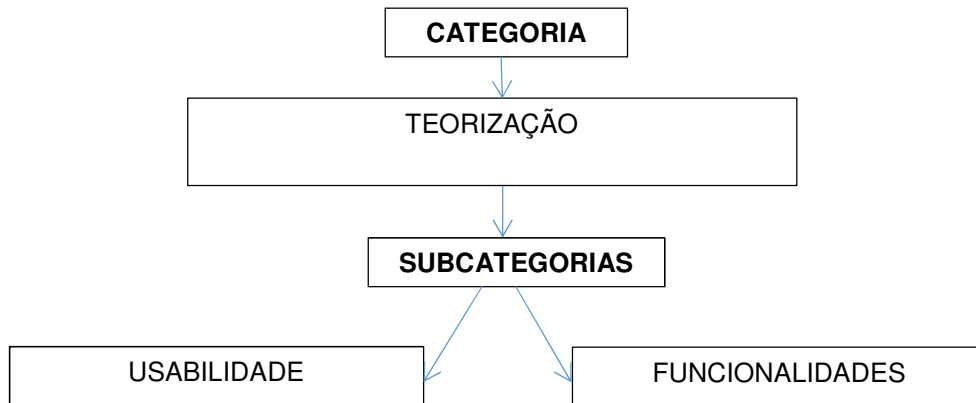 CATEGORIA
TEORIZAÇÃO
SUBCATEGORIAS
USABILIDADE
FUNCIONALIDADES